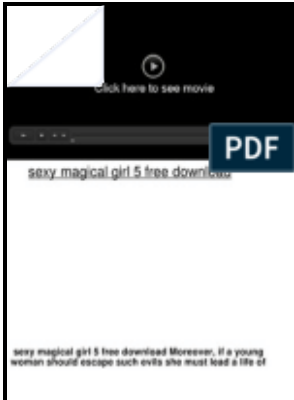 Click here to see movie
PDF
sexy magical girl 5 free download
sexy magical girl 5 free download Moreover, if a young
woman should escape such evils she must lead a life of